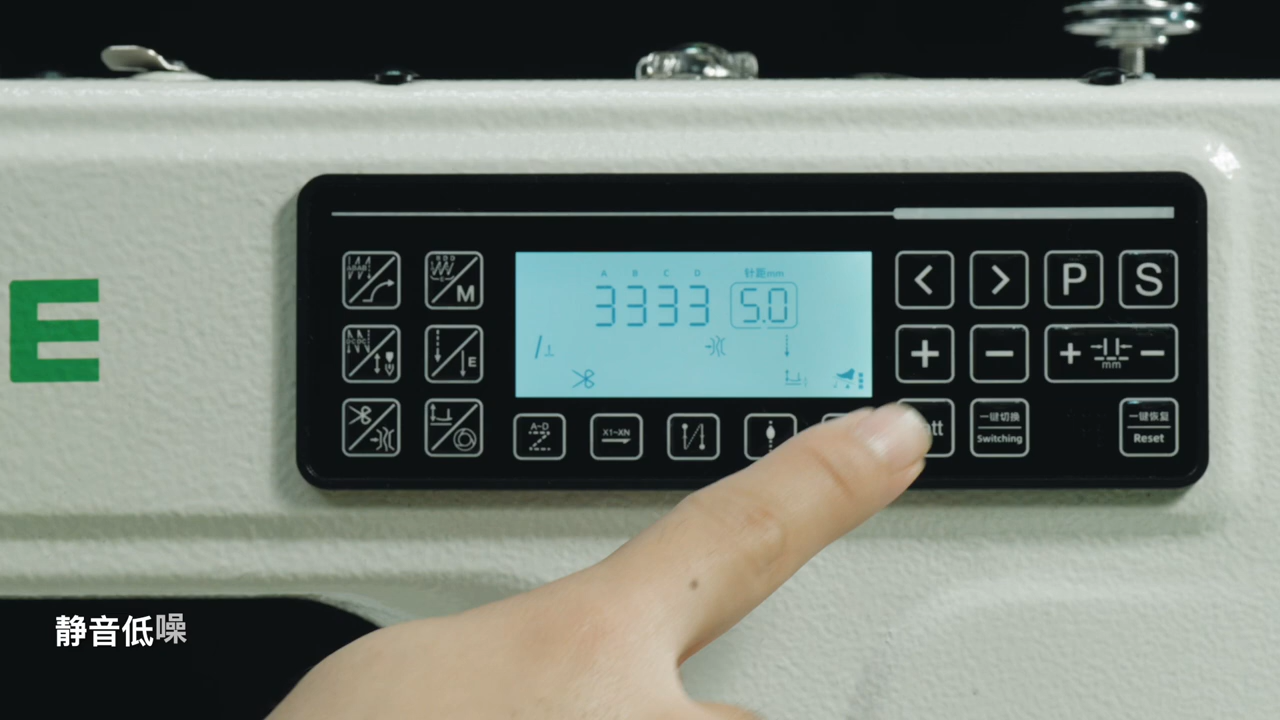 E
A B C D 针距mm
3333 5.0
M
E
P
S
+ −
+ mm −
A-D
X1~XN
一键切换
Switching
一键恢复
Reset
静音低噪